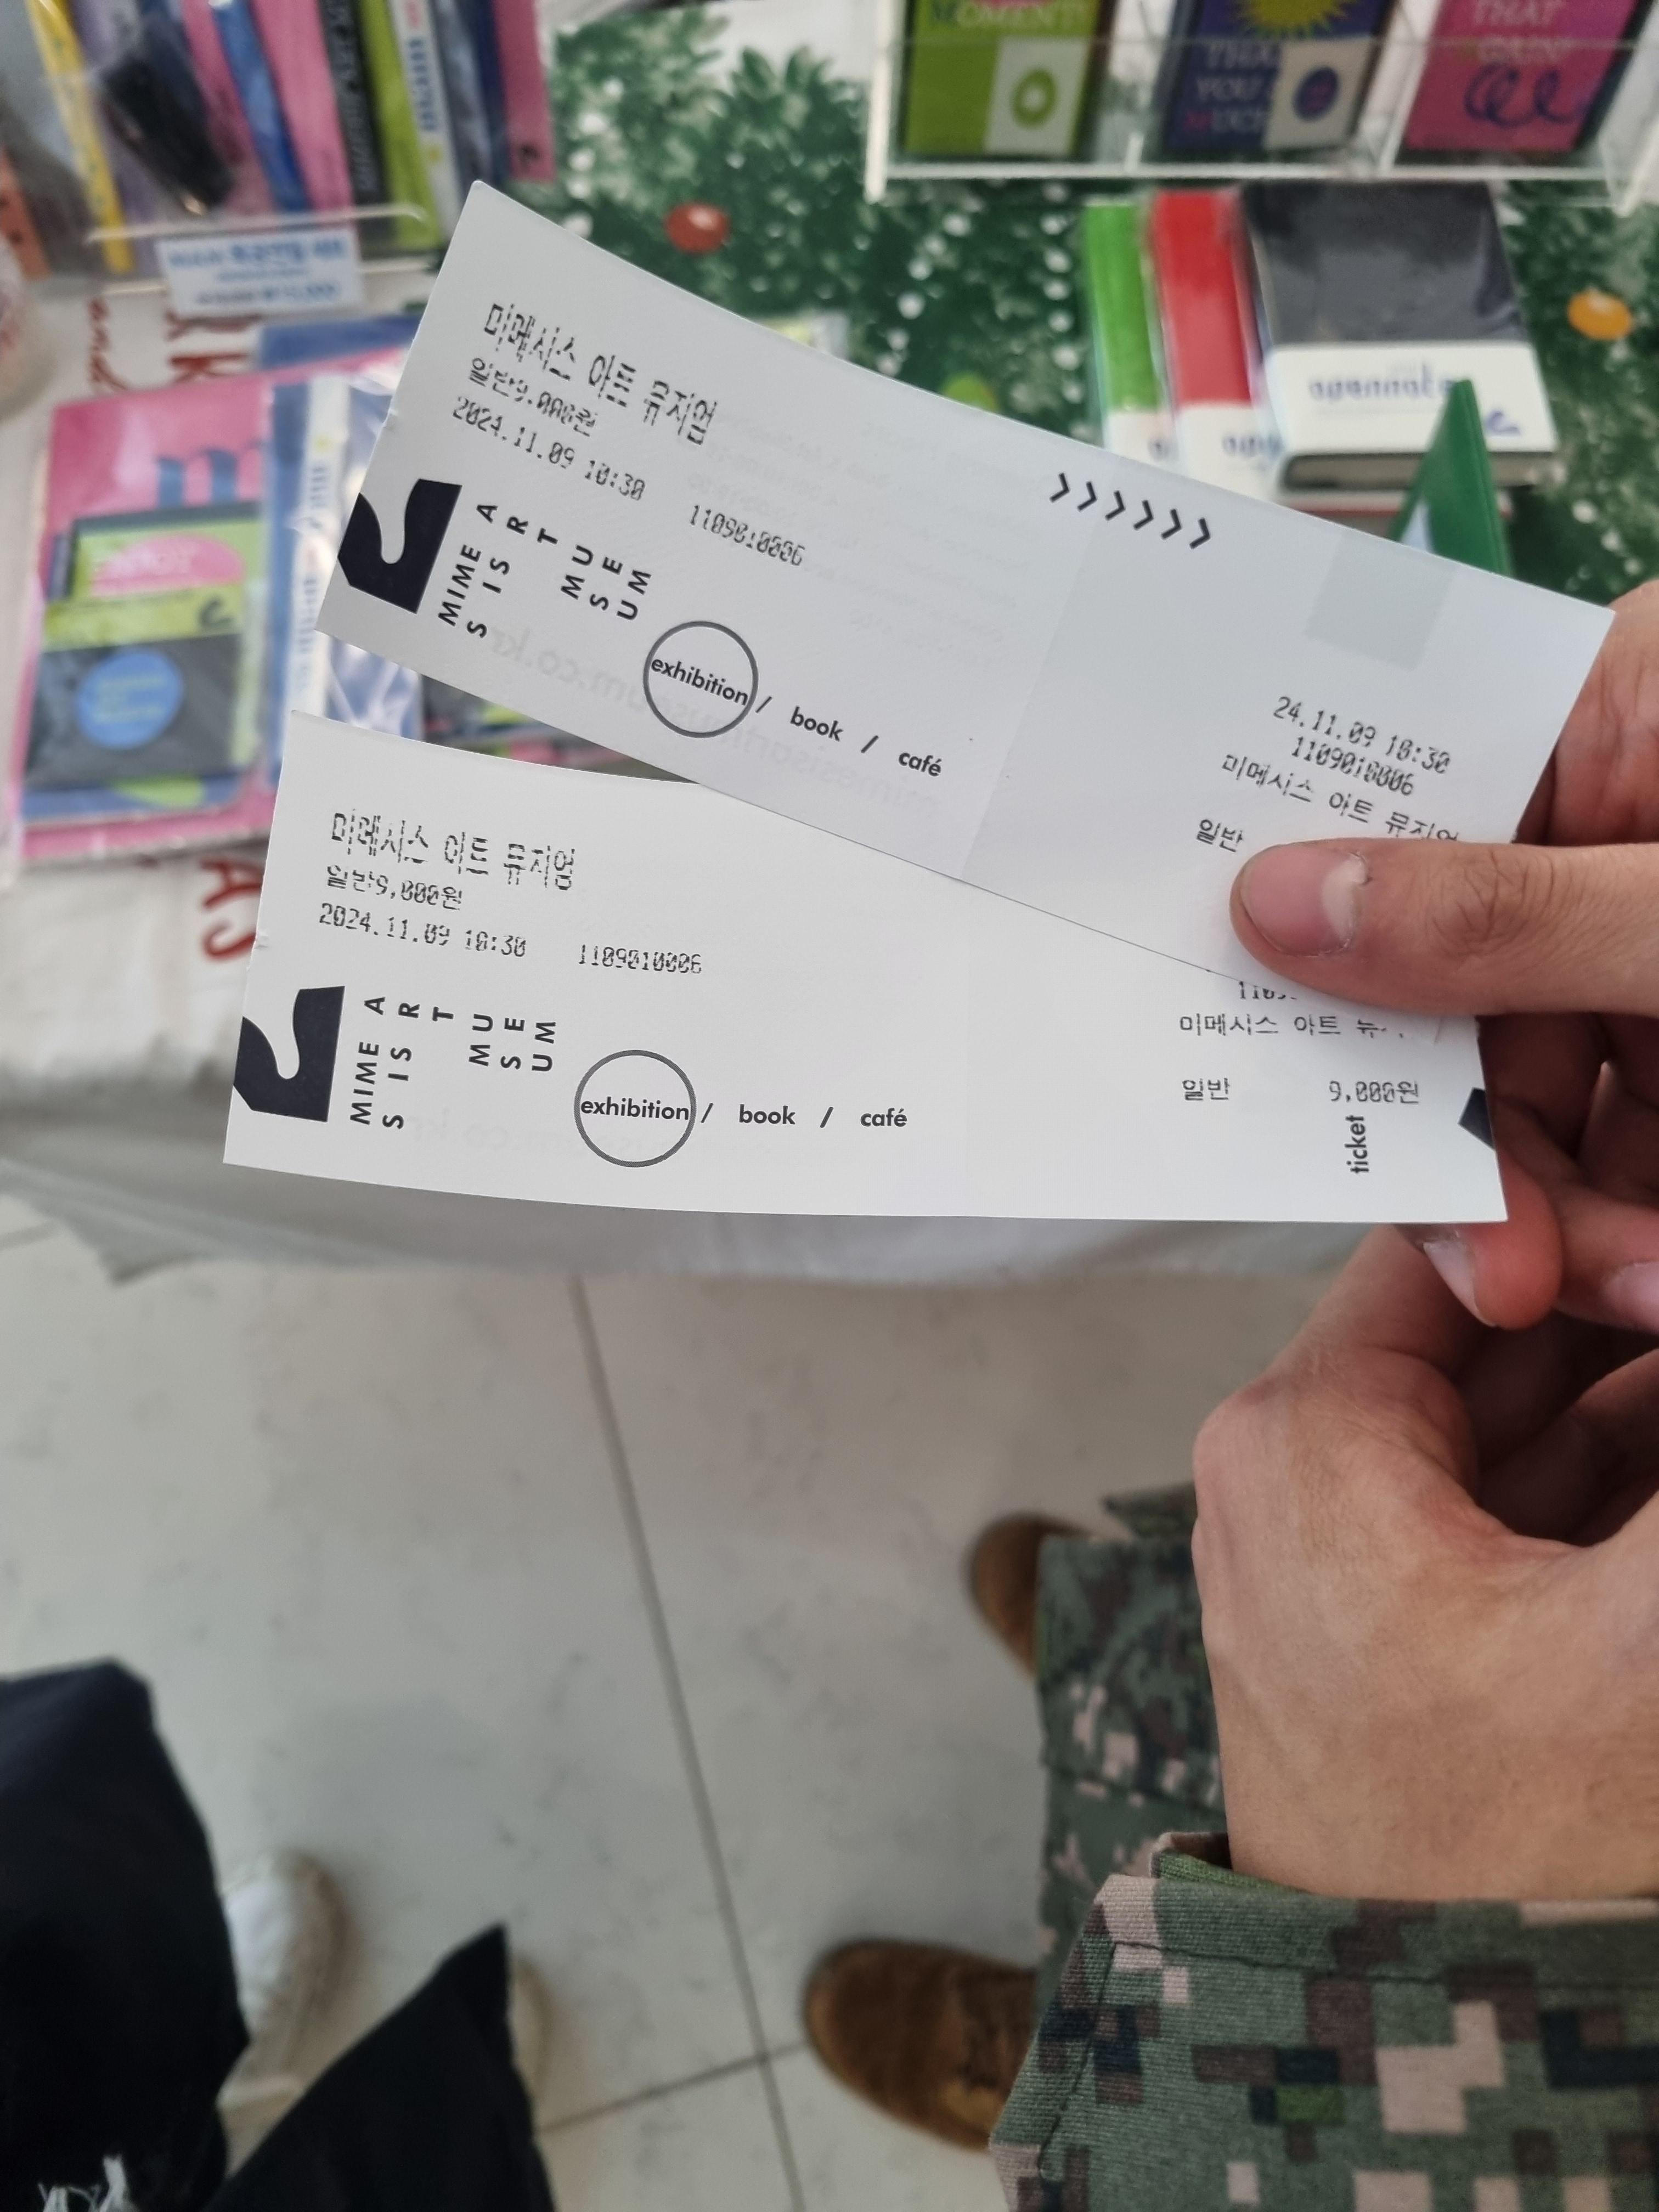 MOMENT!
THAT
YOU
THAT
미메시스 아트 뮤지엄
일반9,000원
2024.11.09 10:30 1109010006
MIME
S IS
A
R
T
MU
SE
UM
exhibition / book / café
>>>>>>
24.11.09 10:30
1109010006
미메시스 아트 뮤지엄
일반
미메시스 아트 뮤지엄
일반9,000원
2024.11.09 10:30 1109010006
MIME
S IS
A
R
T
MU
SE
UM
exhibition / book / café
미메시스 아트
일반 9,000원
ticket